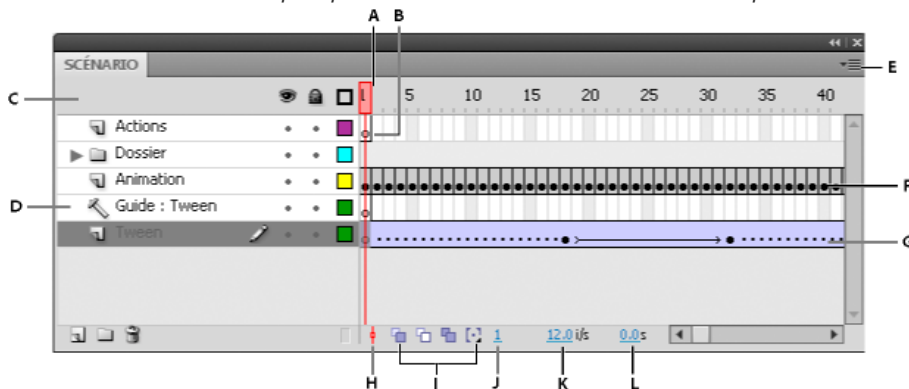 A B
SCÉNARIO
E
C 1 5 10 15 20 25 30 35 40
Actions
Dossier
Animation
F
D Guide : Tween
Tween
G
1 12.0 i/s 0.0 s
H I J K L